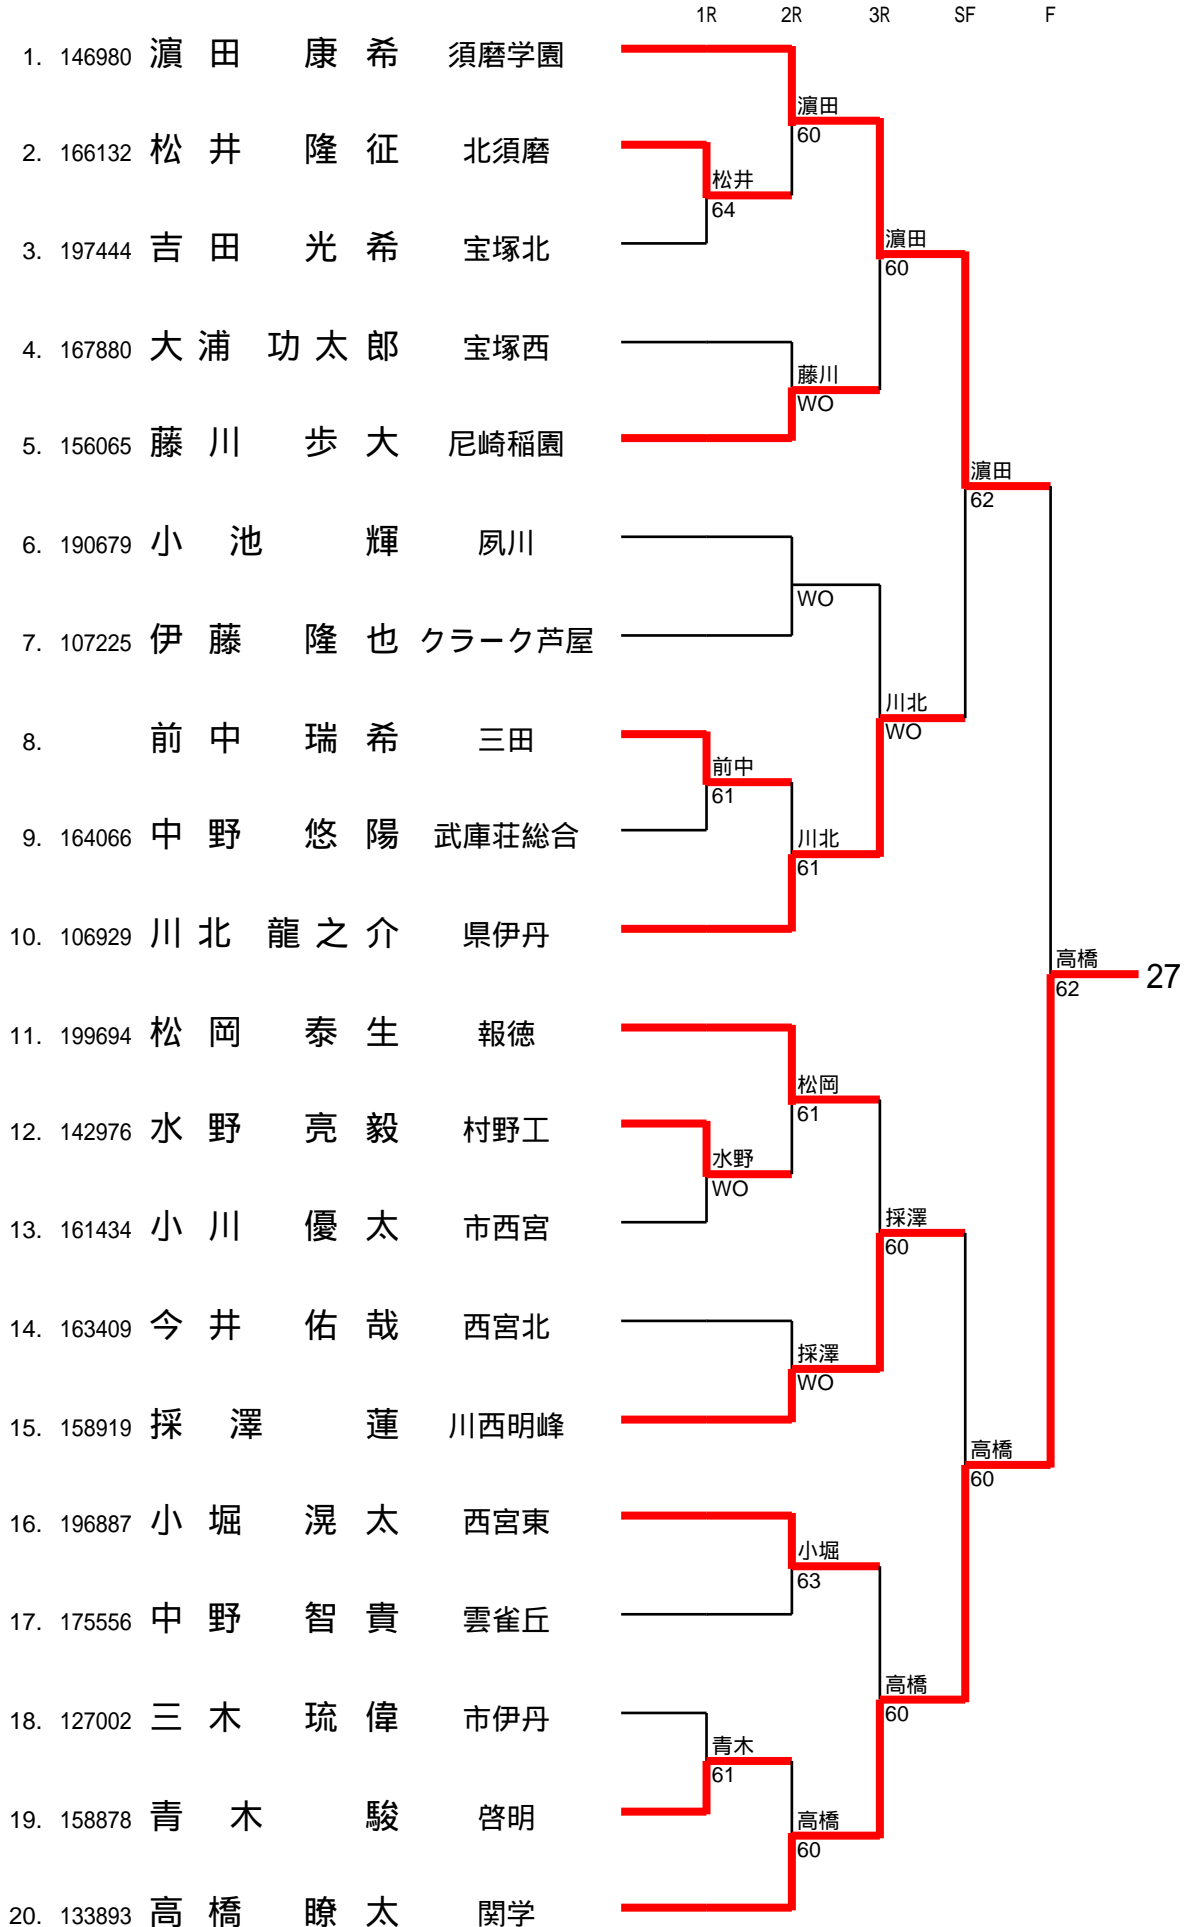 1R 2R 3R SF F
1. 146980 濵田 康希 須磨学園
濵田
60
2. 166132 松井 隆征 北須磨
松井
64
3. 197444 吉田 光希 宝塚北
濵田
60
4. 167880 大浦 功太郎 宝塚西
藤川
WO
5. 156065 藤川 歩大 尼崎稲園
濵田
62
6. 190679 小池 輝 夙川
WO
7. 107225 伊藤 隆也 クラーク芦屋
川北
WO
8. 前中 瑞希 三田
前中
61
9. 164066 中野 悠陽 武庫荘総合
川北
61
10. 106929 川北 龍之介 県伊丹
高橋
62
27
11. 199694 松岡 泰生 報徳
松岡
61
12. 142976 水野 亮毅 村野工
水野
WO
13. 161434 小川 優太 市西宮
採澤
60
14. 163409 今井 佑哉 西宮北
採澤
WO
15. 158919 採澤 蓮 川西明峰
高橋
60
16. 196887 小堀 滉太 西宮東
小堀
63
17. 175556 中野 智貴 雲雀丘
高橋
60
18. 127002 三木 琉偉 市伊丹
青木
61
19. 158878 青木 駿 啓明
高橋
60
20. 133893 高橋 瞭太 関学